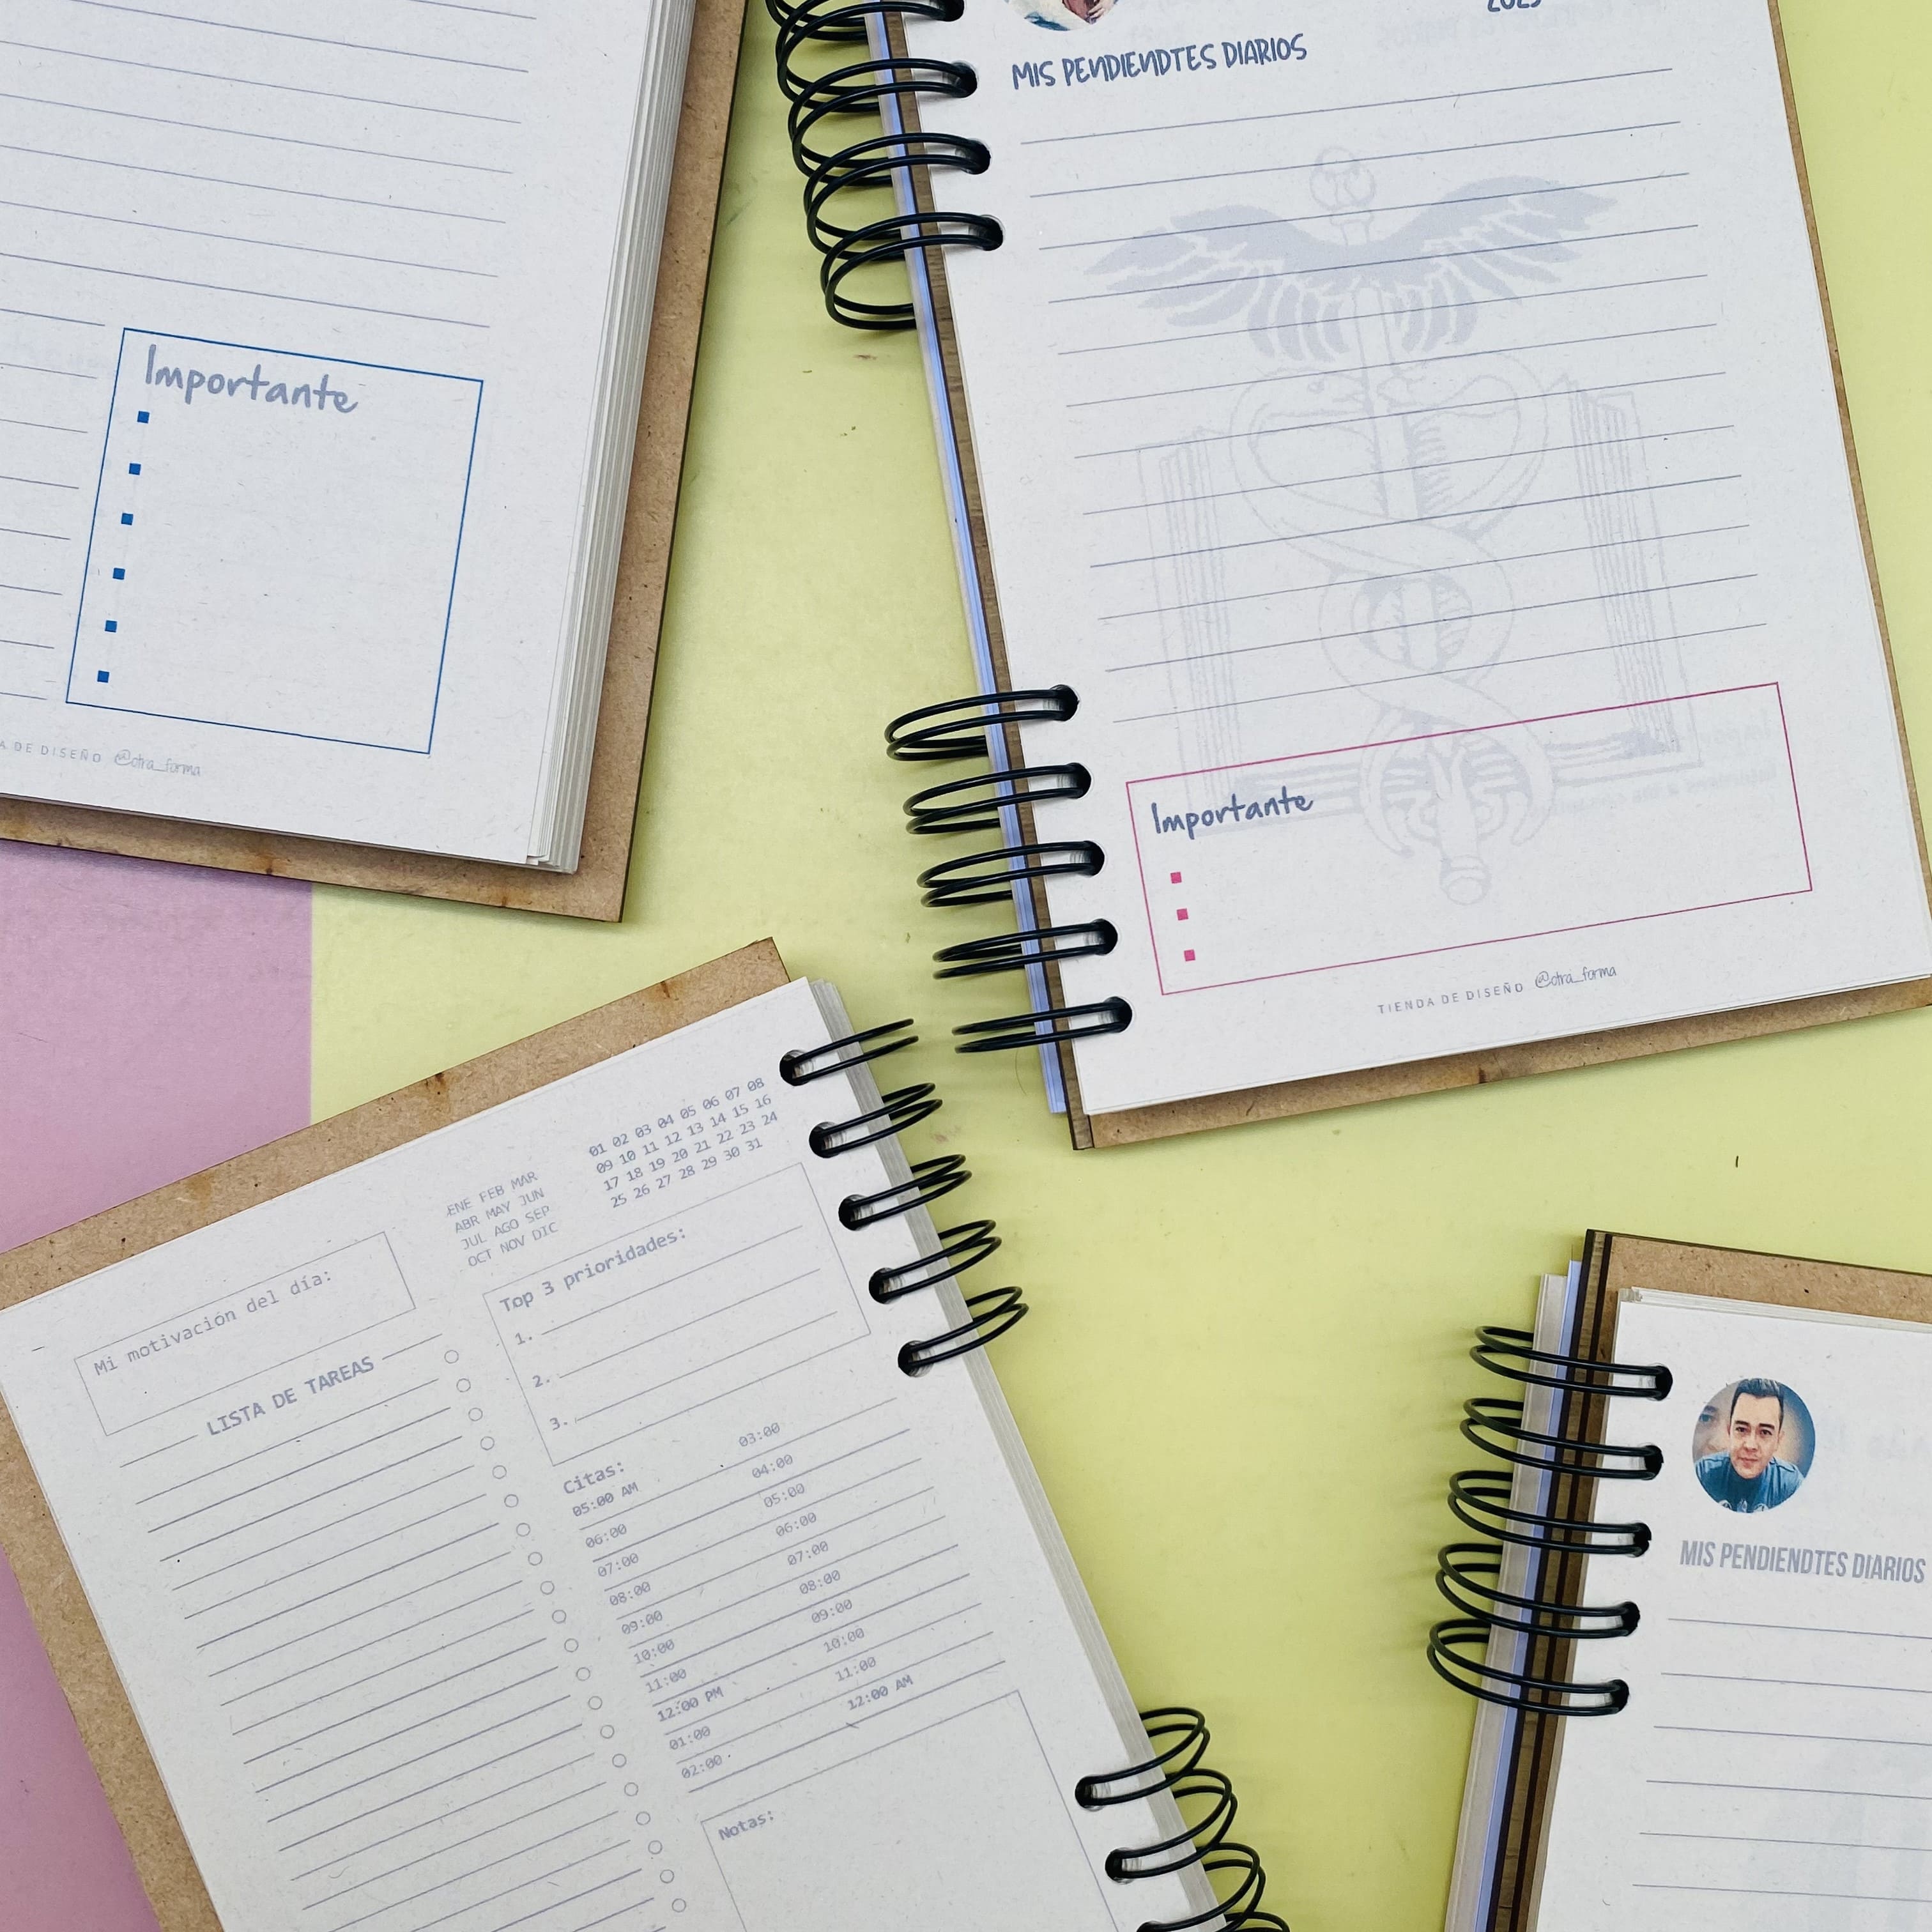 Importante
A DE DISEÑO @otra_forma
2023
MIS PENDIENDTES DIARIOS
Importante
TIENDA DE DISEÑO @otra_forma
Mi motivación del día:
LISTA DE TAREAS
ENE FEB MAR
ABR MAY JUN
JUL AGO SEP
OCT NOV DIC
01 02 03 04 05 06 07 08
09 10 11 12 13 14 15 16
17 18 19 20 21 22 23 24
25 26 27 28 29 30 31
Top 3 prioridades:
1.
2.
3.
Citas:
05:00 AM
06:00
07:00
08:00
09:00
10:00
11:00
12:00 PM
01:00
02:00
03:00
04:00
05:00
06:00
07:00
08:00
09:00
10:00
11:00
12:00 AM
Notas:
MIS PENDIENDTES DIARIOS